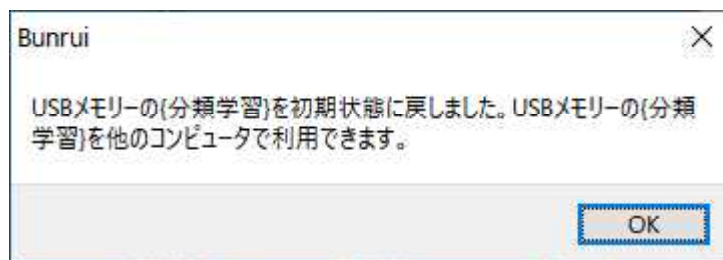 Bunrui
USBメモリーの{分類学習}を初期状態に戻しました。USBメモリーの{分類
学習}を他のコンピュータで利用できます。
OK